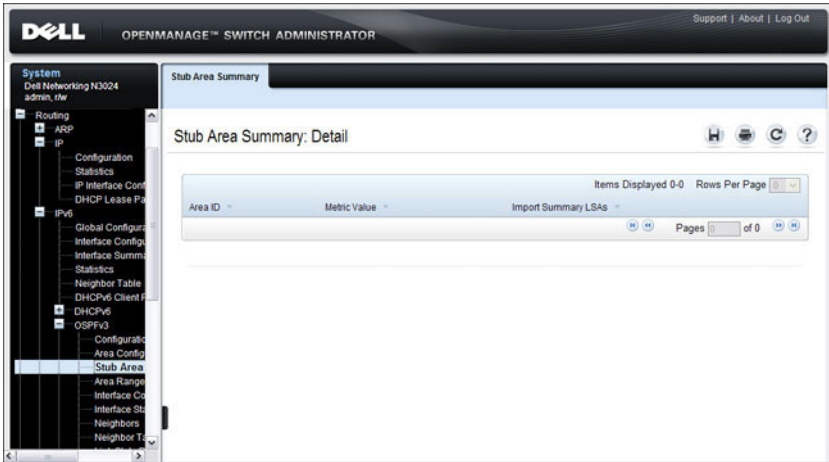 Support | About | Log Out
DELL
OPENMANAGE™ SWITCH ADMINISTRATOR
System
Dell Networking N3024
admin, r/w
Routing
ARP
IP
Configuration
Statistics
IP Interface Conf
DHCP Lease Pa
IPv6
Global Configura
Interface Configu
Interface Summa
Statistics
Neighbor Table
DHCPv6 Client P
DHCPv6
OSPFv3
Configuratio
Area Config
Stub Area
Area Range
Interface Co
Interface Sta
Neighbors
Neighbor Ta
Stub Area Summary
Stub Area Summary: Detail
Items Displayed 0-0 Rows Per Page 0
Area ID Metric Value Import Summary LSAs
Pages 0 of 0